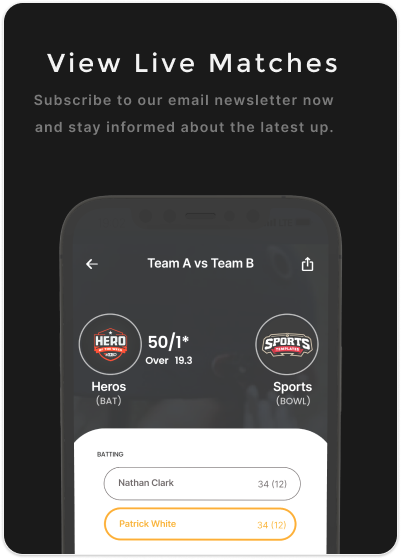 View Live Matches
Subscribe to our email newsletter now
and stay informed about the latest up.
Team A vs Team B
HERO
SPORTS
TEMPLATES
50/1*
Over 19.3
Heros
(BAT)
Sports
(BOWL)
BATTING
Nathan Clark
34 (12)
Patrick White
34 (12)